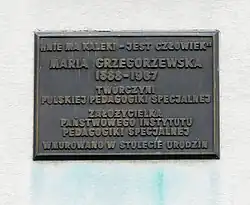 „NIE MA KALEKI – JEST CZŁOWIEK”
MARIA GRZEGORZEWSKA
1888–1967
TWÓRCZYNI
POLSKIEJ PEDAGOGIKI SPECJALNEJ
ZAŁOŻYCIELKA
PAŃSTWOWEGO INSTYTUTU
PEDAGOGIKI SPECJALNEJ
WMUROWANO W STULECIE URODZIN